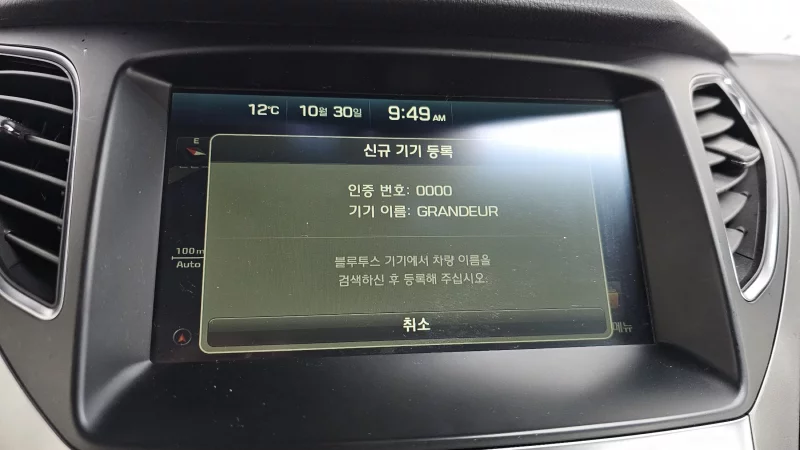 12℃ 10월 30일 9:49 AM
E
신규 기기 등록
인증 번호: 0000
기기 이름: GRANDEUR
100 m
Auto
블루투스 기기에서 차량 이름을
검색하신 후 등록해 주십시오.
취소
메뉴